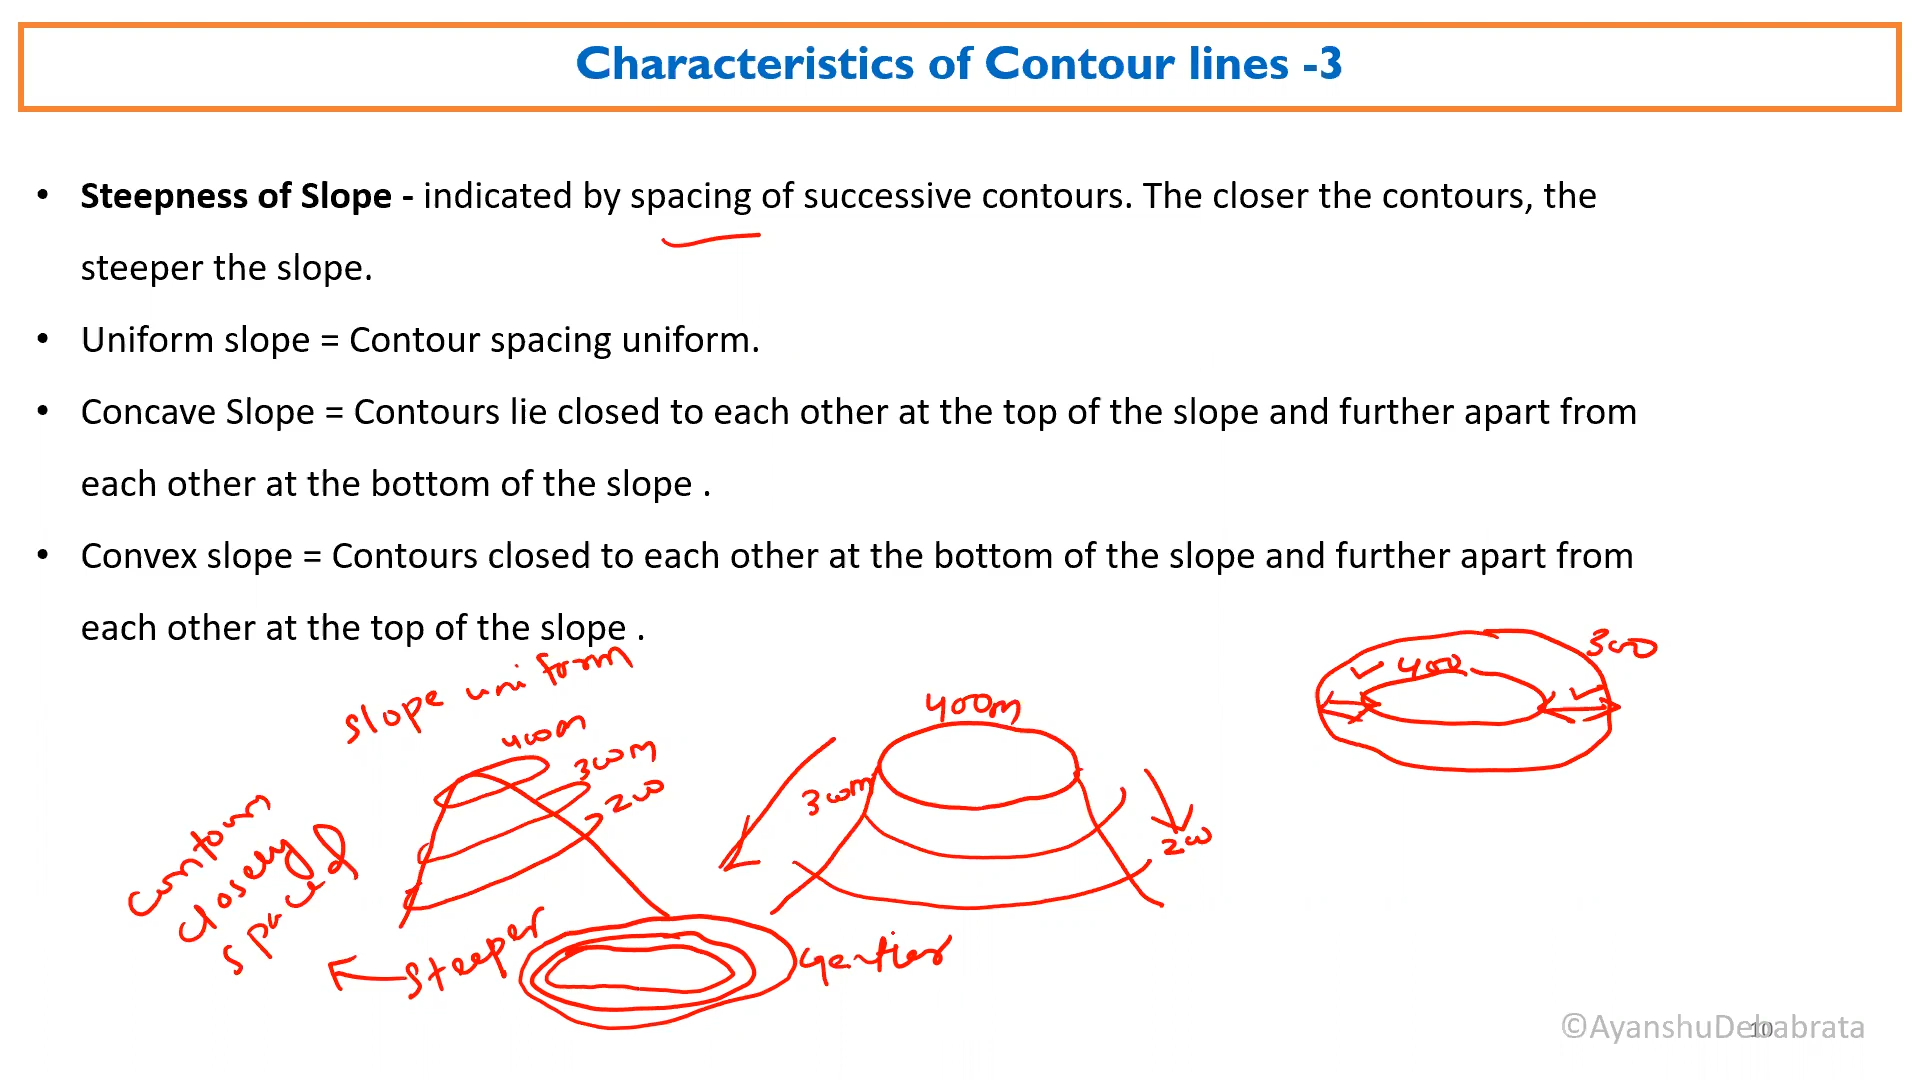 Characteristics of Contour lines -3
• Steepness of Slope - indicated by spacing of successive contours. The closer the contours, the
steeper the slope.
• Uniform slope = Contour spacing uniform.
• Concave Slope = Contours lie closed to each other at the top of the slope and further apart from
each other at the bottom of the slope .
• Convex slope = Contours closed to each other at the bottom of the slope and further apart from
each other at the top of the slope .
slope uniform
400m
300m
200
contours
closely
spaced
steeper
gentler
400m
300m
200
300
400
©AyanshuDebabrata
10